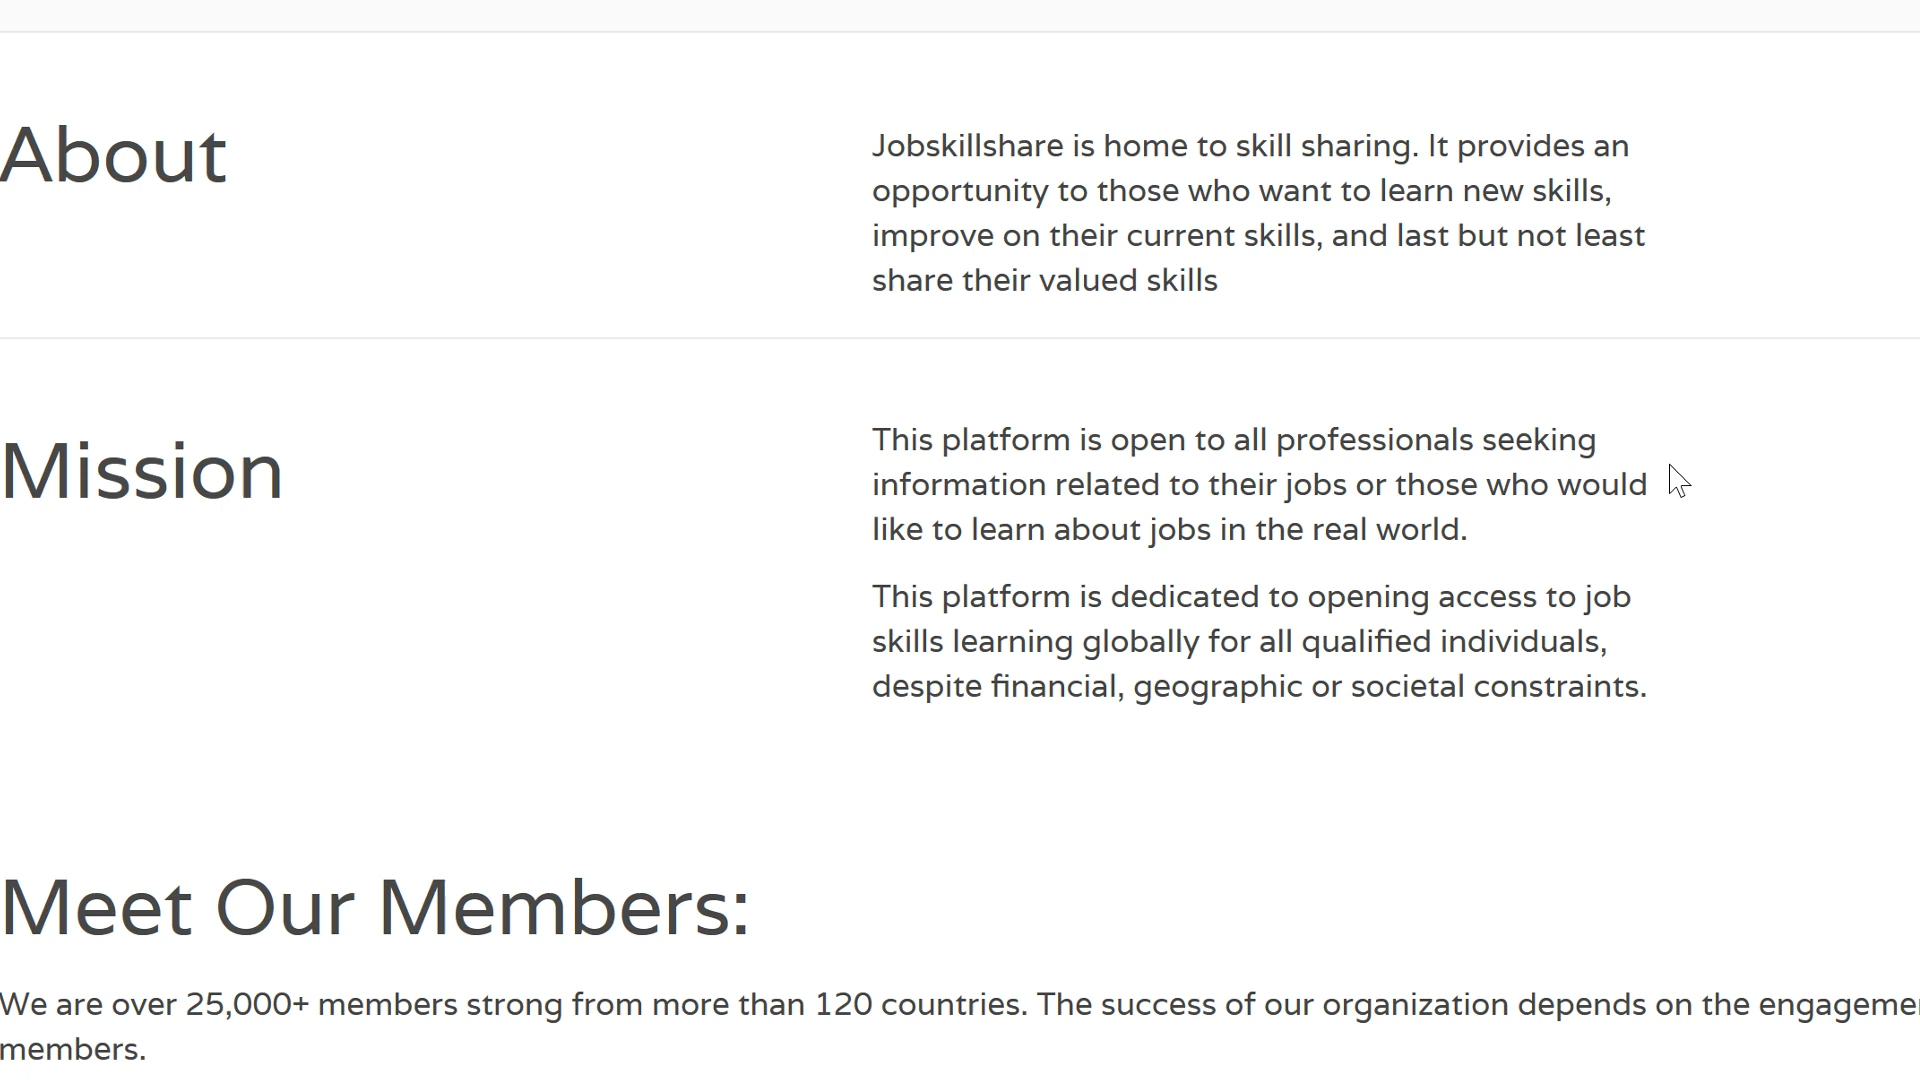 About
Jobskillshare is home to skill sharing. It provides an
opportunity to those who want to learn new skills,
improve on their current skills, and last but not least
share their valued skills
Mission
This platform is open to all professionals seeking
information related to their jobs or those who would
like to learn about jobs in the real world.
This platform is dedicated to opening access to job
skills learning globally for all qualified individuals,
despite financial, geographic or societal constraints.
Meet Our Members:
We are over 25,000+ members strong from more than 120 countries. The success of our organization depends on the
members.